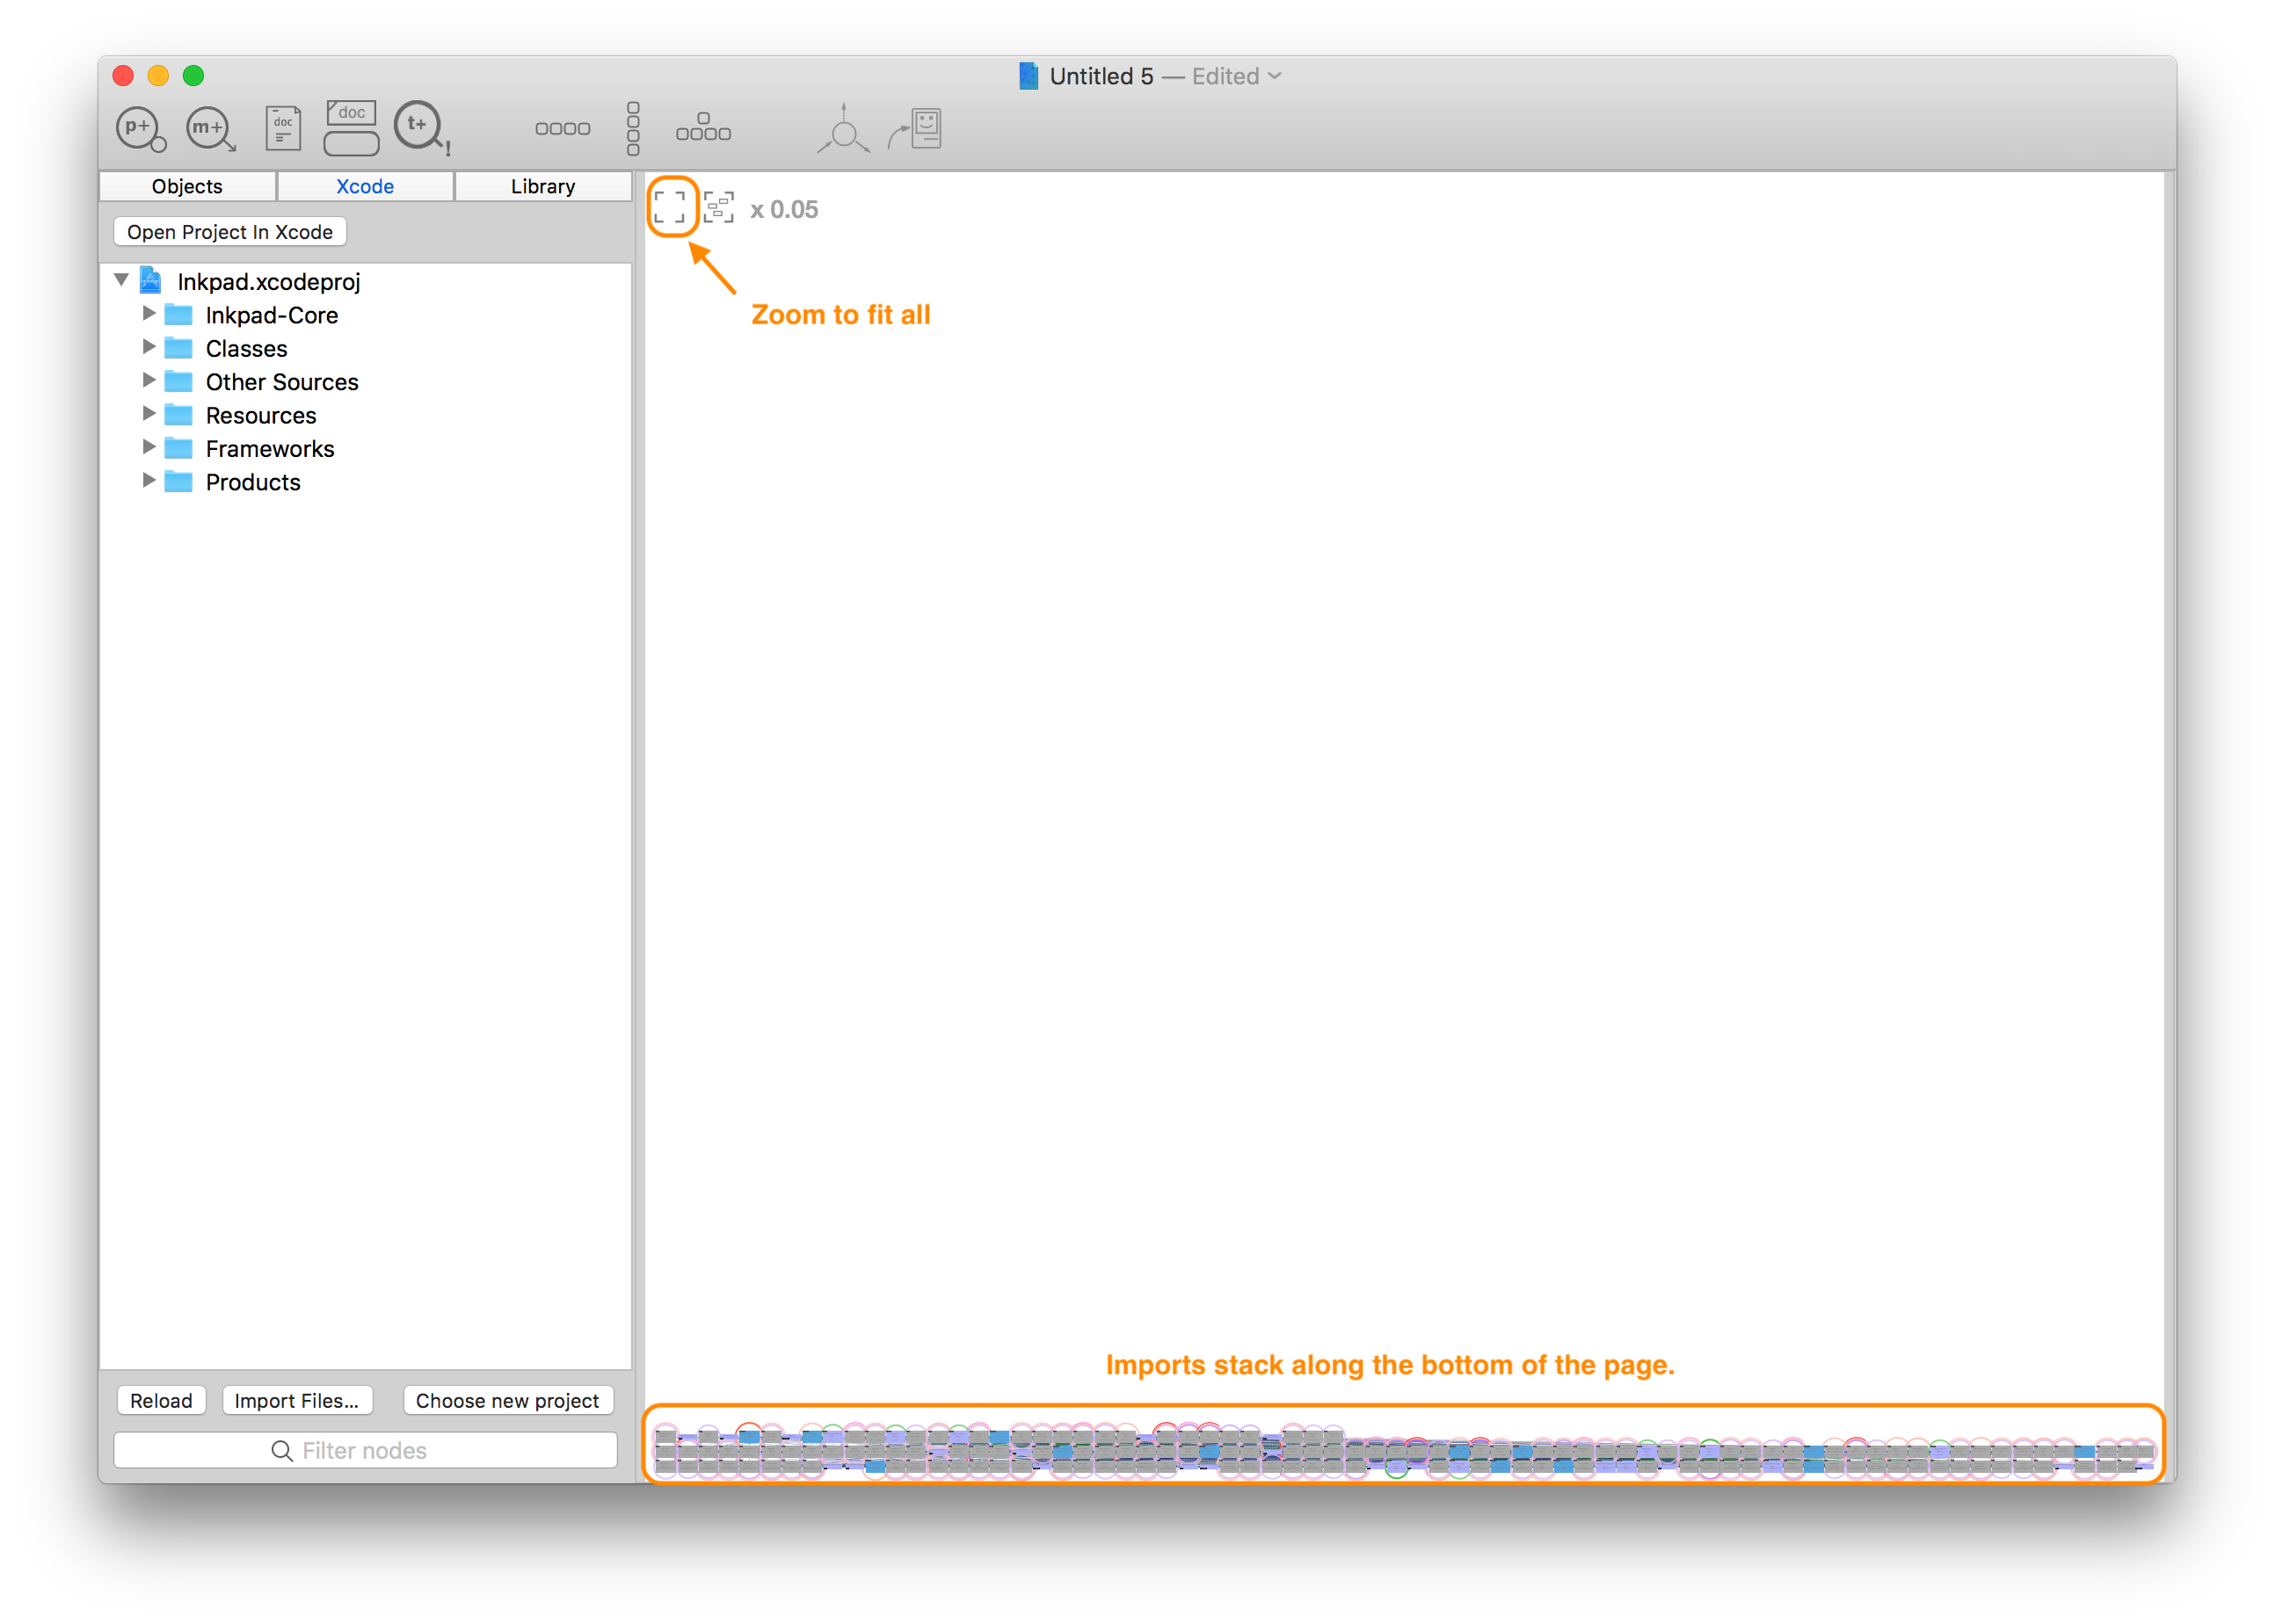 Untitled 5 — Edited
p+
m+
doc
doc
t+
!
Objects
Xcode
Library
x 0.05
Open Project In Xcode
Zoom to fit all
Inkpad.xcodeproj
Inkpad-Core
Classes
Other Sources
Resources
Frameworks
Products
Imports stack along the bottom of the page.
Reload
Import Files...
Choose new project
Filter nodes